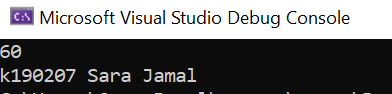 Microsoft Visual Studio Debug Console
60
k190207 Sara Jamal